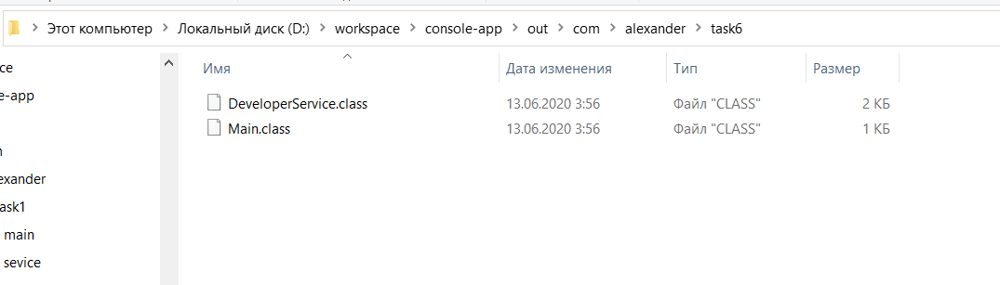 Этот компьютер > Локальный диск (D:) > workspace > console-app > out > com > alexander > task6
Имя Дата изменения Тип Размер
DeveloperService.class 13.06.2020 3:56 Файл "CLASS" 2 КБ
Main.class 13.06.2020 3:56 Файл "CLASS" 1 КБ
ce
e-app
n
exander
ask1
main
sevice